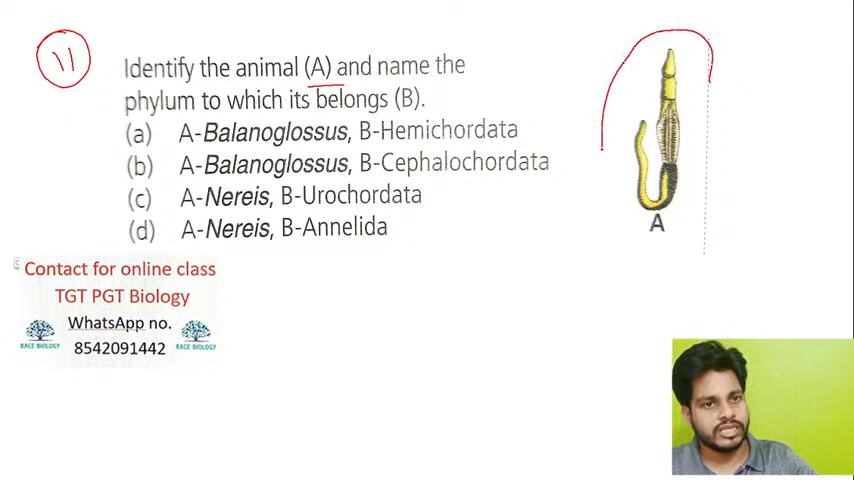 11
Identify the animal (A) and name the
phylum to which its belongs (B).
(a) A-Balanoglossus, B-Hemichordata
(b) A-Balanoglossus, B-Cephalochordata
(c) A-Nereis, B-Urochordata
(d) A-Nereis, B-Annelida
A
Contact for online class
TGT PGT Biology
WhatsApp no.
8542091442
RACE BIOLOGY
RACE BIOLOGY